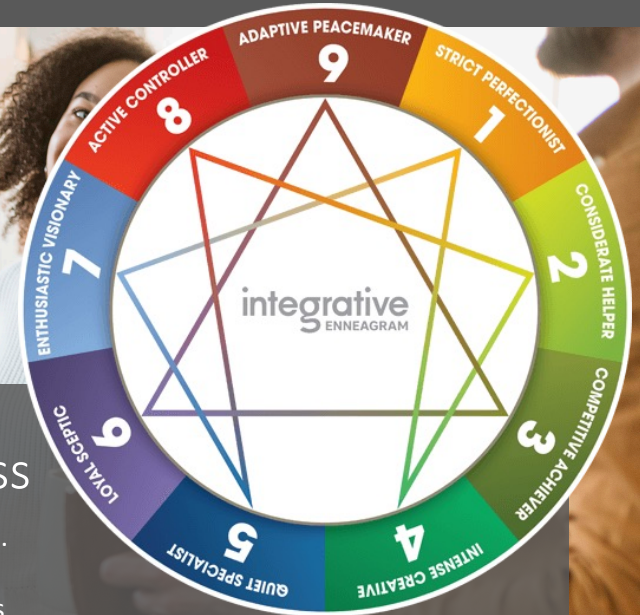 ADAPTIVE PEACEMAKER
9
STRICT PERFECTIONIST
1
CONSIDERATE HELPER
2
COMPETITIVE ACHIEVER
3
INTENSE CREATIVE
4
QUIET SPECIALIST
5
LOYAL SCEPTIC
6
ENTHUSIASTIC VISIONARY
7
ACTIVE CONTROLLER
8
integrative
ENNEAGRAM